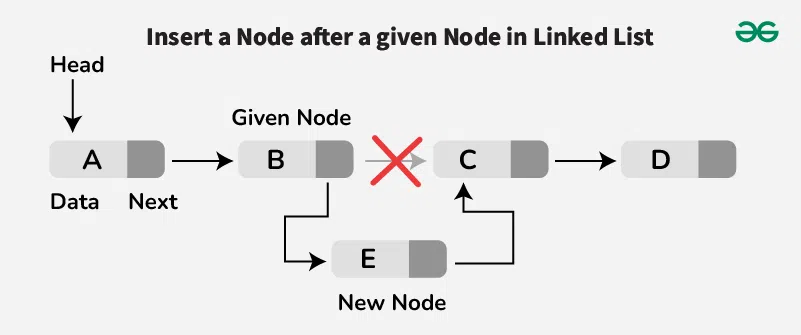 Insert a Node after a given Node in Linked List
Head
Given Node
A
B
C
D
Data Next
E
New Node